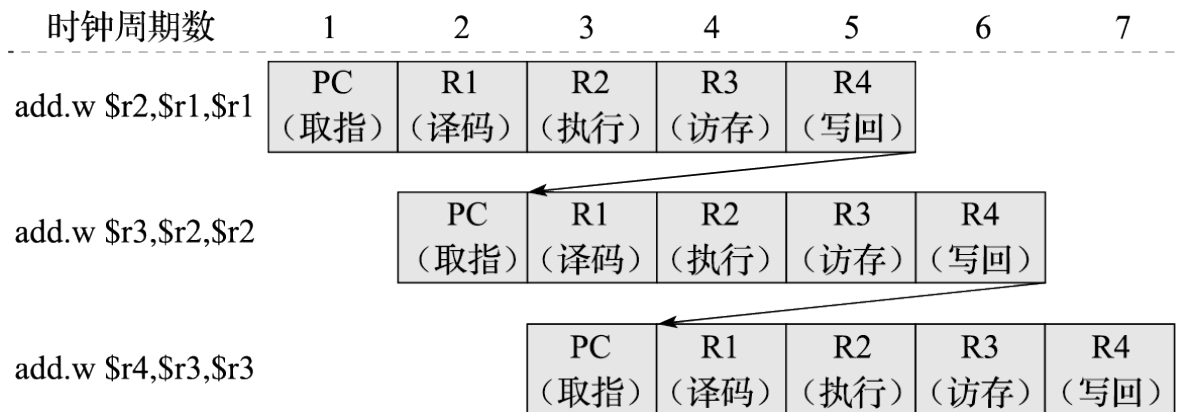 时钟周期数 1 2 3 4 5 6 7
add.w $r2,$r1,$r1 PC R1 R2 R3 R4
（取指） （译码） （执行） （访存） （写回）
add.w $r3,$r2,$r2 PC R1 R2 R3 R4
（取指） （译码） （执行） （访存） （写回）
add.w $r4,$r3,$r3 PC R1 R2 R3 R4
（取指） （译码） （执行） （访存） （写回）